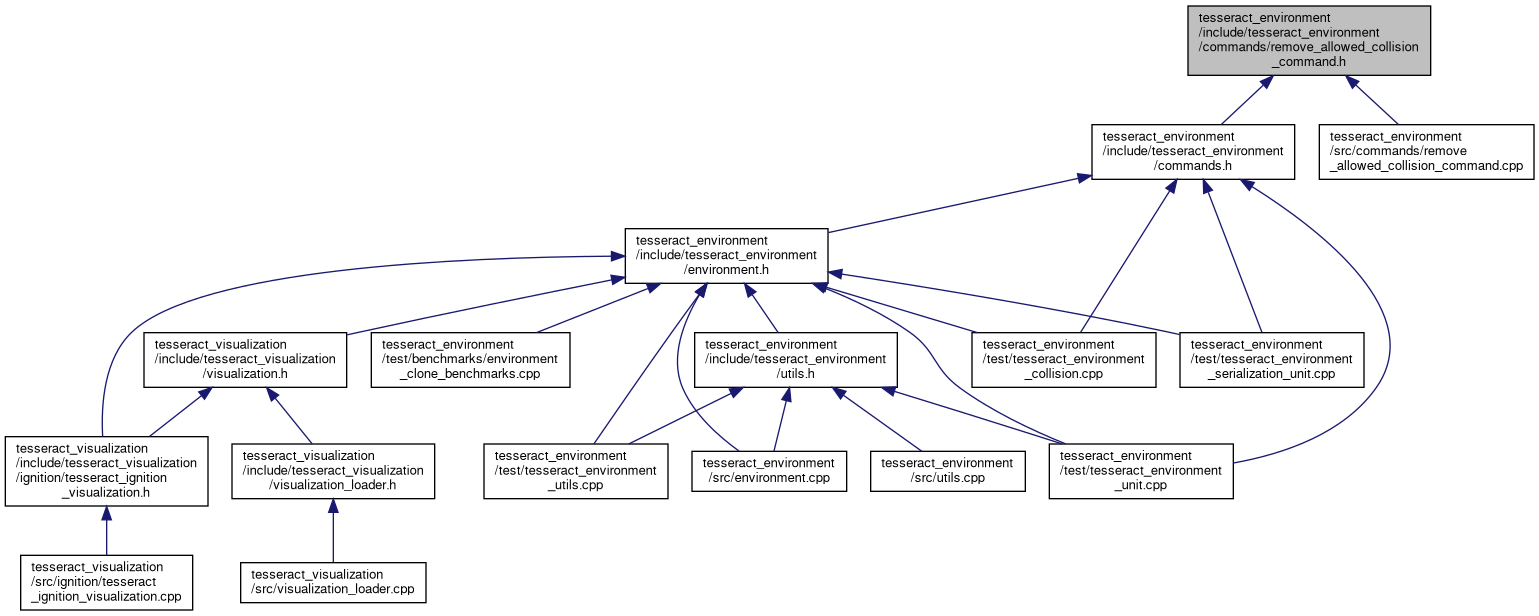 tesseract_environment
/include/tesseract_environment
/commands/remove_allowed_collision
_command.h
tesseract_environment
/include/tesseract_environment
/commands.h
tesseract_environment
/src/commands/remove
_allowed_collision_command.cpp
tesseract_environment
/include/tesseract_environment
/environment.h
tesseract_visualization
/include/tesseract_visualization
/visualization.h
tesseract_environment
/test/benchmarks/environment
_clone_benchmarks.cpp
tesseract_environment
/include/tesseract_environment
/utils.h
tesseract_environment
/test/tesseract_environment
_collision.cpp
tesseract_environment
/test/tesseract_environment
_serialization_unit.cpp
tesseract_visualization
/include/tesseract_visualization
/ignition/tesseract_ignition
_visualization.h
tesseract_visualization
/include/tesseract_visualization
/visualization_loader.h
tesseract_environment
/test/tesseract_environment
_utils.cpp
tesseract_environment
/src/environment.cpp
tesseract_environment
/src/utils.cpp
tesseract_environment
/test/tesseract_environment
_unit.cpp
tesseract_visualization
/src/ignition/tesseract
_ignition_visualization.cpp
tesseract_visualization
/src/visualization_loader.cpp